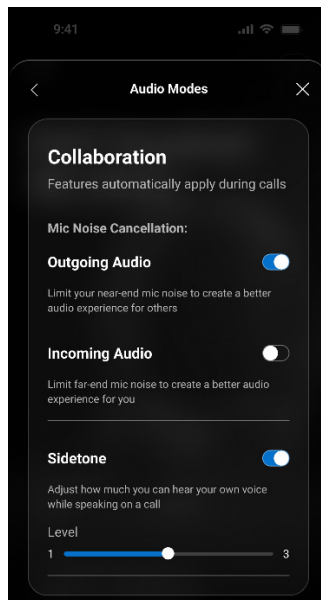 9:41
Audio Modes
Collaboration
Features automatically apply during calls
Mic Noise Cancellation:
Outgoing Audio
Limit your near-end mic noise to create a better
audio experience for others
Incoming Audio
Limit far-end mic noise to create a better audio
experience for you
Sidetone
Adjust how much you can hear your own voice
while speaking on a call
Level
1 3